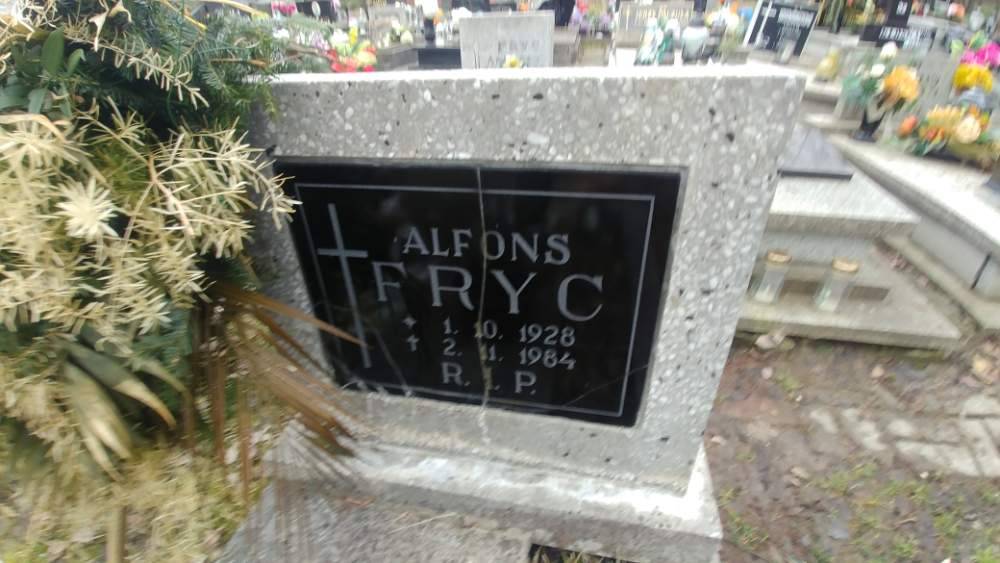 ALFONS
FRYC
* 1. 10. 1928
† 2. 11. 1984
R. I. P.